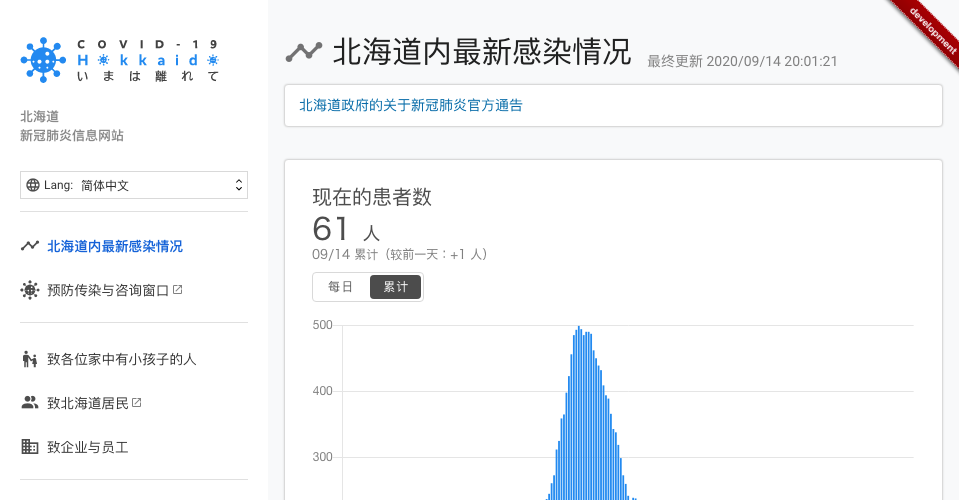 COVID-19
Hokkaido
いまは離れて
北海道
新冠肺炎信息网站
Lang: 简体中文
北海道内最新感染情况
预防传染与咨询窗口
致各位家中有小孩子的人
致北海道居民
致企业与员工
北海道内最新感染情况
最终更新 2020/09/14 20:01:21
development
北海道政府的关于新冠肺炎官方通告
现在的患者数
61 人
09/14 累计（较前一天：+1 人）
每日 累计
500
400
300